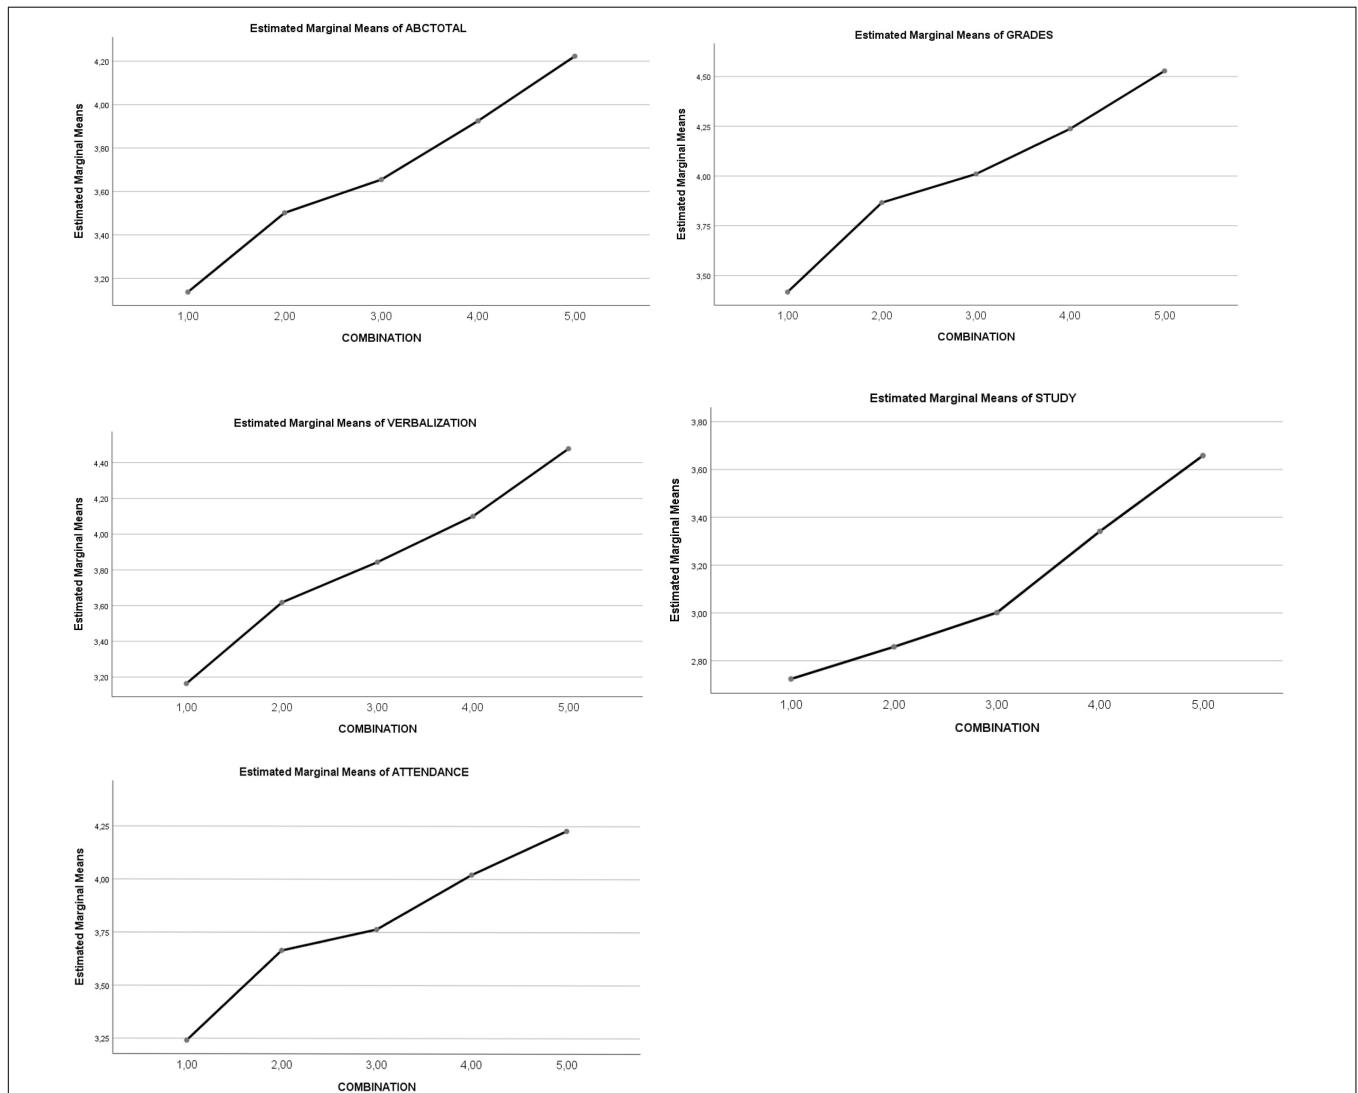 Estimated Marginal Means of ABCTOTAL
Estimated Marginal Means
4,20
4,00
3,80
3,60
3,40
3,20
1,00 2,00 3,00 4,00 5,00
COMBINATION
Estimated Marginal Means of GRADES
Estimated Marginal Means
4,50
4,25
4,00
3,75
3,50
1,00 2,00 3,00 4,00 5,00
COMBINATION
Estimated Marginal Means of VERBALIZATION
Estimated Marginal Means
4,40
4,20
4,00
3,80
3,60
3,40
3,20
1,00 2,00 3,00 4,00 5,00
COMBINATION
Estimated Marginal Means of STUDY
Estimated Marginal Means
3,80
3,60
3,40
3,20
3,00
2,80
1,00 2,00 3,00 4,00 5,00
COMBINATION
Estimated Marginal Means of ATTENDANCE
Estimated Marginal Means
4,25
4,00
3,75
3,50
3,25
1,00 2,00 3,00 4,00 5,00
COMBINATION